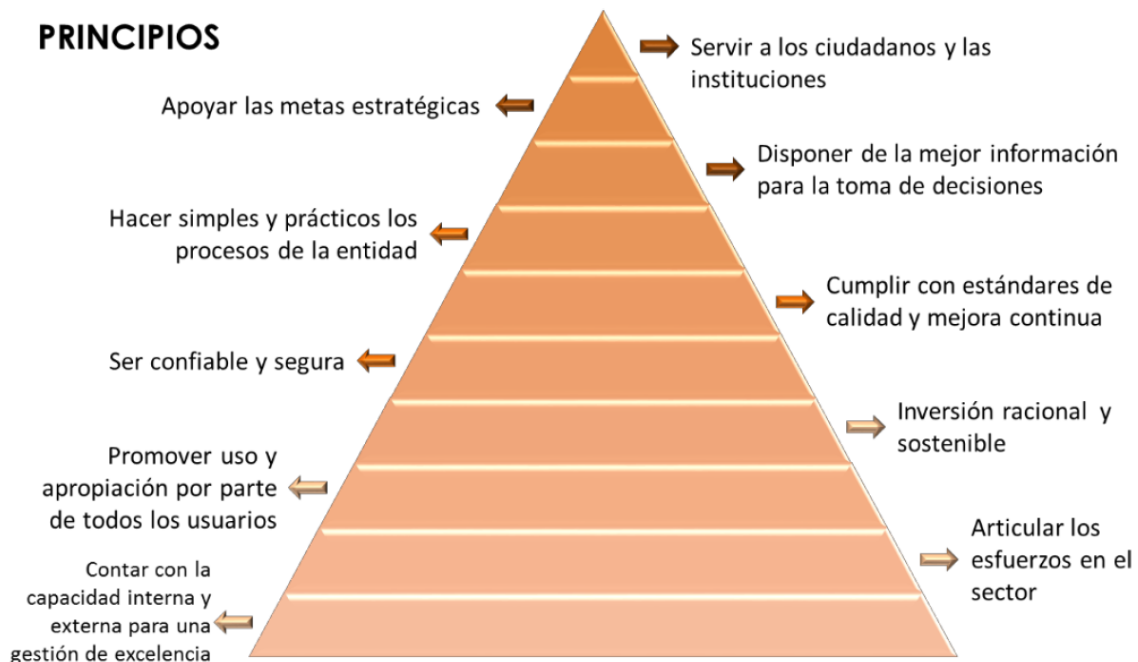 PRINCIPIOS
Servir a los ciudadanos y las
instituciones
Apoyar las metas estratégicas
Disponer de la mejor información
para la toma de decisiones
Hacer simples y prácticos los
procesos de la entidad
Cumplir con estándares de
calidad y mejora continua
Ser confiable y segura
Inversión racional y
sostenible
Promover uso y
apropiación por parte
de todos los usuarios
Articular los
esfuerzos en el
sector
Contar con la
capacidad interna y
externa para una
gestión de excelencia